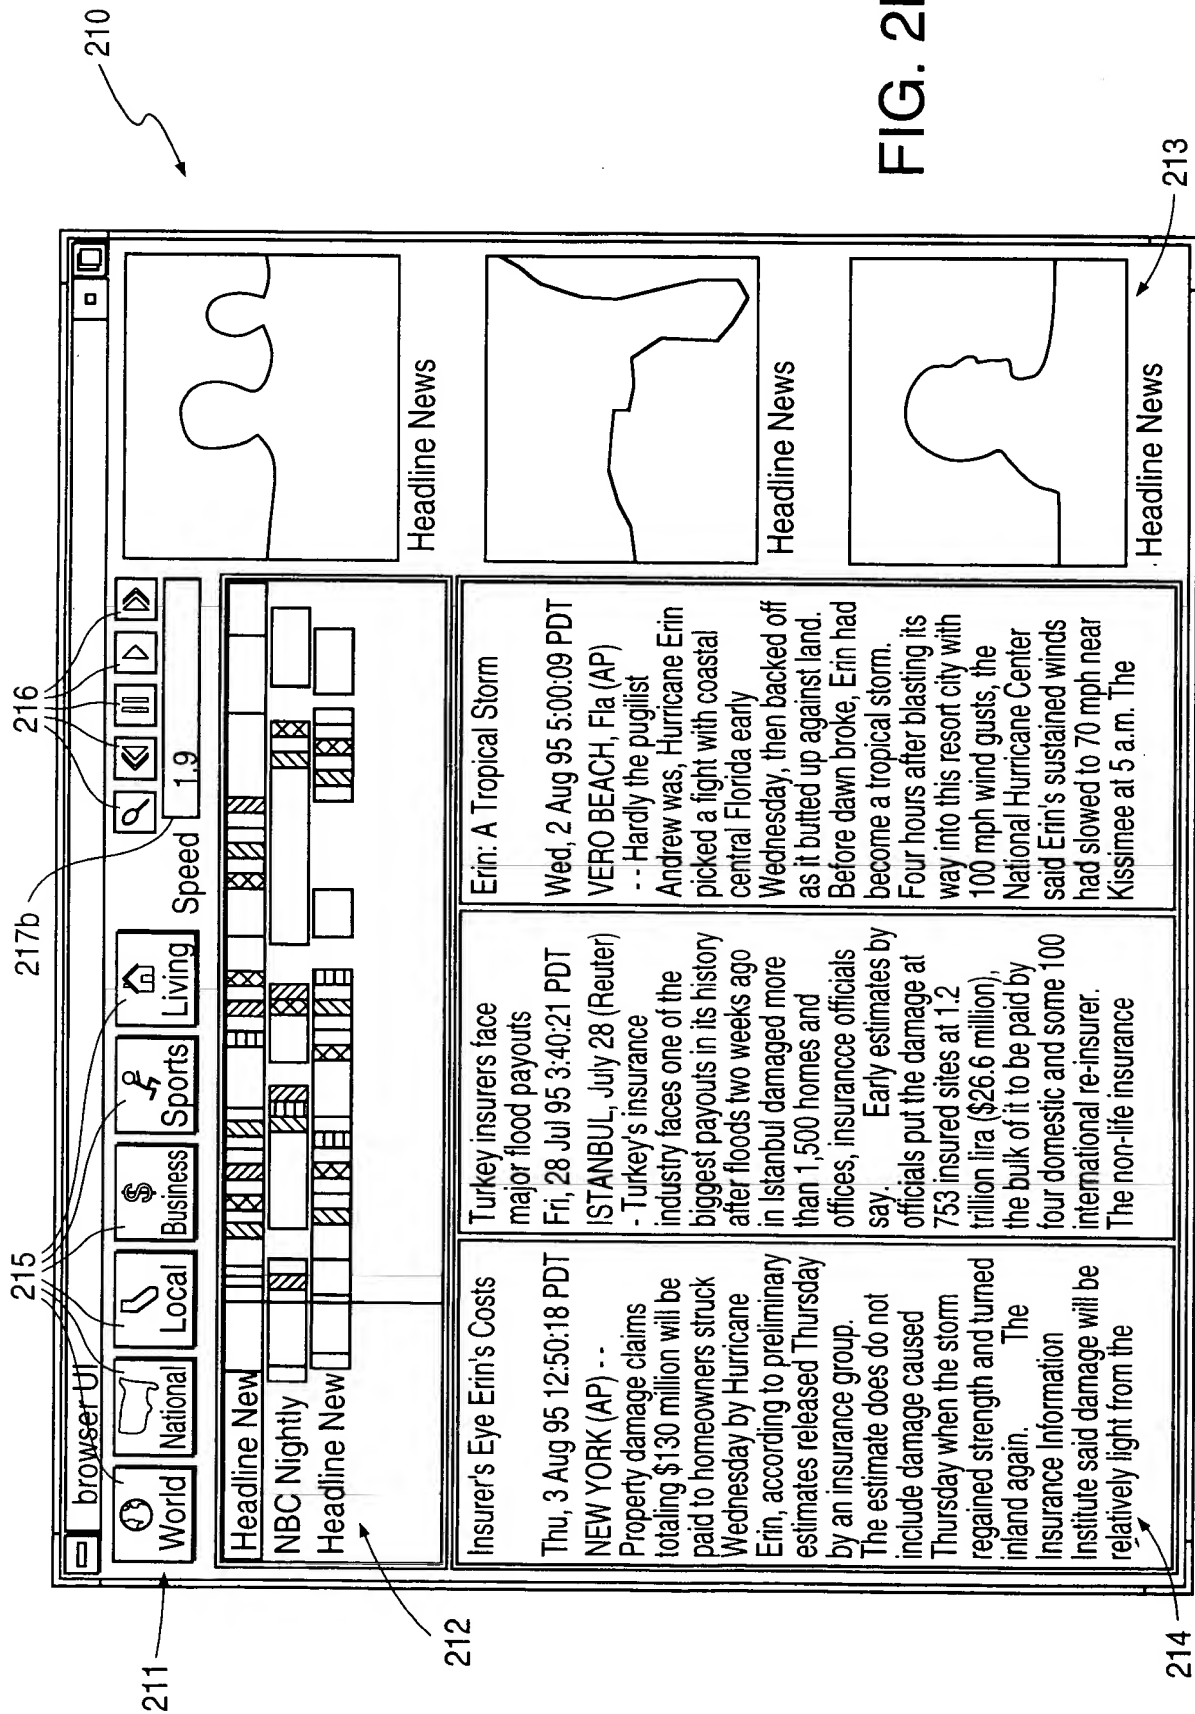 210
216
217b
215
browser UI
World
National
Local
Business
Sports
Living
Speed
1.9
211
Headline New
NBC Nightly
Headline New
212
Headline News
Headline News
Headline News
213
Insurer's Eye Erin's Costs
Thu, 3 Aug 95 12:50:18 PDT
NEW YORK (AP) - -
Property damage claims
totaling $130 million will be
paid to homeowners struck
Wednesday by Hurricane
Erin, according to preliminary
estimates released Thursday
by an insurance group.
The estimate does do not
include damage caused
Thursday when the storm
regained strength and turned
inland again. The
Insurance Information
Institute said damage will be
relatively light from the
Turkey insurers face
major flood payouts
Fri, 28 Jul 95 3:40:21 PDT
ISTANBUL, July 28 (Reuter)
- Turkey's insurance
industry faces one of the
biggest payouts in its history
after floods two weeks ago
in Istanbul damaged more
than 1,500 homes and
offices, insurance officials
say. Early estimates by
officials put the damage at
753 insured sites at 1.2
trillion lira ($26.6 million),
the bulk of it to be paid by
four domestic and some 100
international re-insurer.
The non-life insurance
Erin: A Tropical Storm
Wed, 2 Aug 95 5:00:09 PDT
VERO BEACH, Fla (AP)
- - Hardly the pugilist
Andrew was, Hurricane Erin
picked a fight with coastal
central Florida early
Wednesday, then backed off
as it butted up against land.
Before dawn broke, Erin had
become a tropical storm.
Four hours after blasting its
way into this resort city with
100 mph wind gusts, the
National Hurricane Center
said Erin's sustained winds
had slowed to 70 mph near
Kissimee at 5 a.m. The
214
FIG.